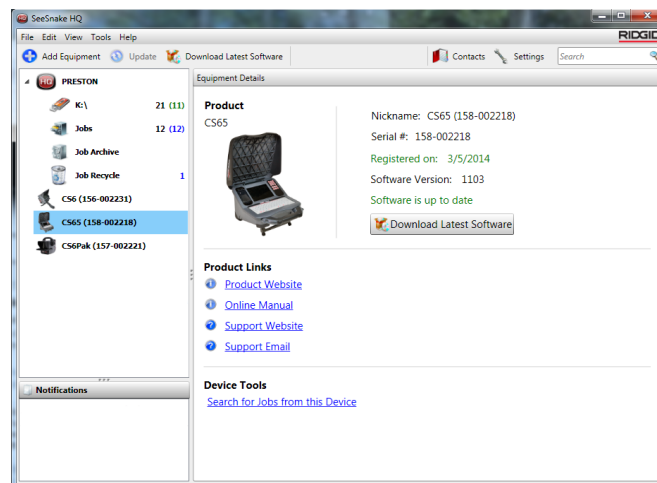 SeeSnake HQ
File Edit View Tools Help
RIDGID
Add Equipment Update Download Latest Software Contacts Settings Search
HQ PRESTON
K:\ 21 (11)
Jobs 12 (12)
Job Archive
Job Recycle 1
CS6 (156-002231)
CS65 (158-002218)
CS6Pak (157-002221)
Notifications
Equipment Details
Product
CS65
Nickname: CS65 (158-002218)
Serial #: 158-002218
Registered on: 3/5/2014
Software Version: 1103
Software is up to date
Download Latest Software
Product Links
Product Website
Online Manual
Support Website
Support Email
Device Tools
Search for Jobs from this Device